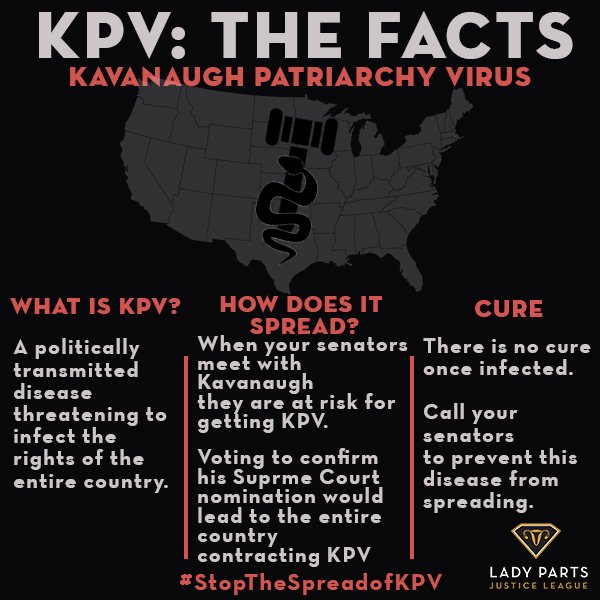 KPV: THE FACTS
KAVANAUGH PATRIARCHY VIRUS
WHAT IS KPV?
A politically
transmitted
disease
threatening to
infect the
rights of the
entire country.
HOW DOES IT
SPREAD?
When your senators
meet with
Kavanaugh
they are at risk for
getting KPV.
Voting to confirm
his Suprme Court
nomination would
lead to the entire
country
contracting KPV
CURE
There is no cure
once infected.
Call your
senators
to prevent this
disease from
spreading.
#StopTheSpreadofKPV
LADY PARTS
JUSTICE LEAGUE